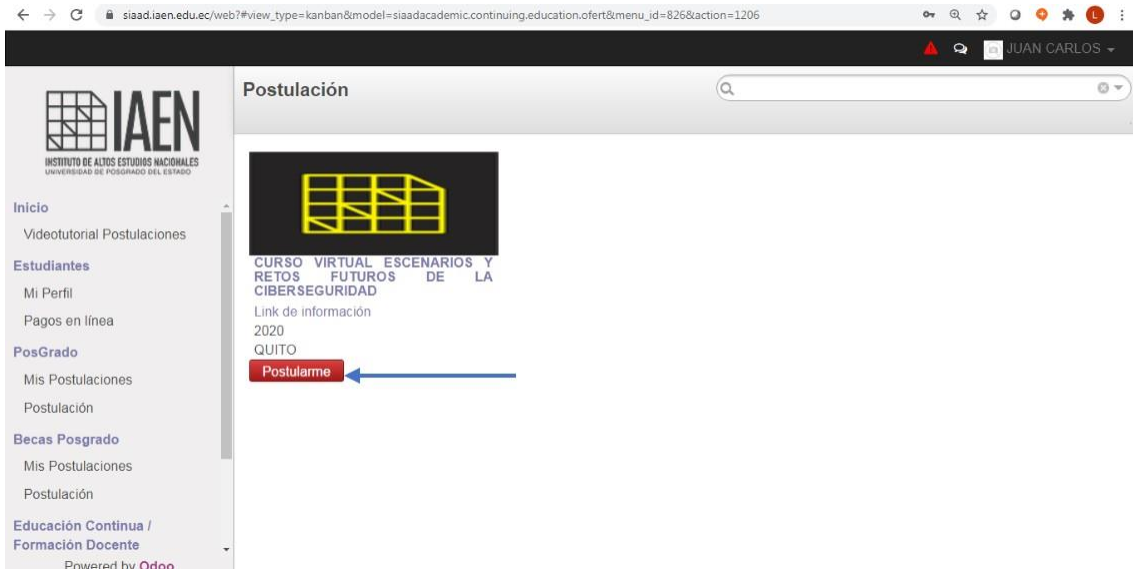 siaad.iaen.edu.ec/web?#view_type=kanban&model=siaadacademic.continuing.education.ofert&menu_id=826&action=1206
L
JUAN CARLOS
IAEN
INSTITUTO DE ALTOS ESTUDIOS NACIONALES
UNIVERSIDAD DE POSGRADO DEL ESTADO
Inicio
Videotutorial Postulaciones
Estudiantes
Mi Perfil
Pagos en línea
PosGrado
Mis Postulaciones
Postulación
Becas Posgrado
Mis Postulaciones
Postulación
Educación Continua /
Formación Docente
Powered by Odoo
Postulación
CURSO VIRTUAL ESCENARIOS Y
RETOS FUTUROS DE LA
CIBERSEGURIDAD
Link de información
2020
QUITO
Postularme